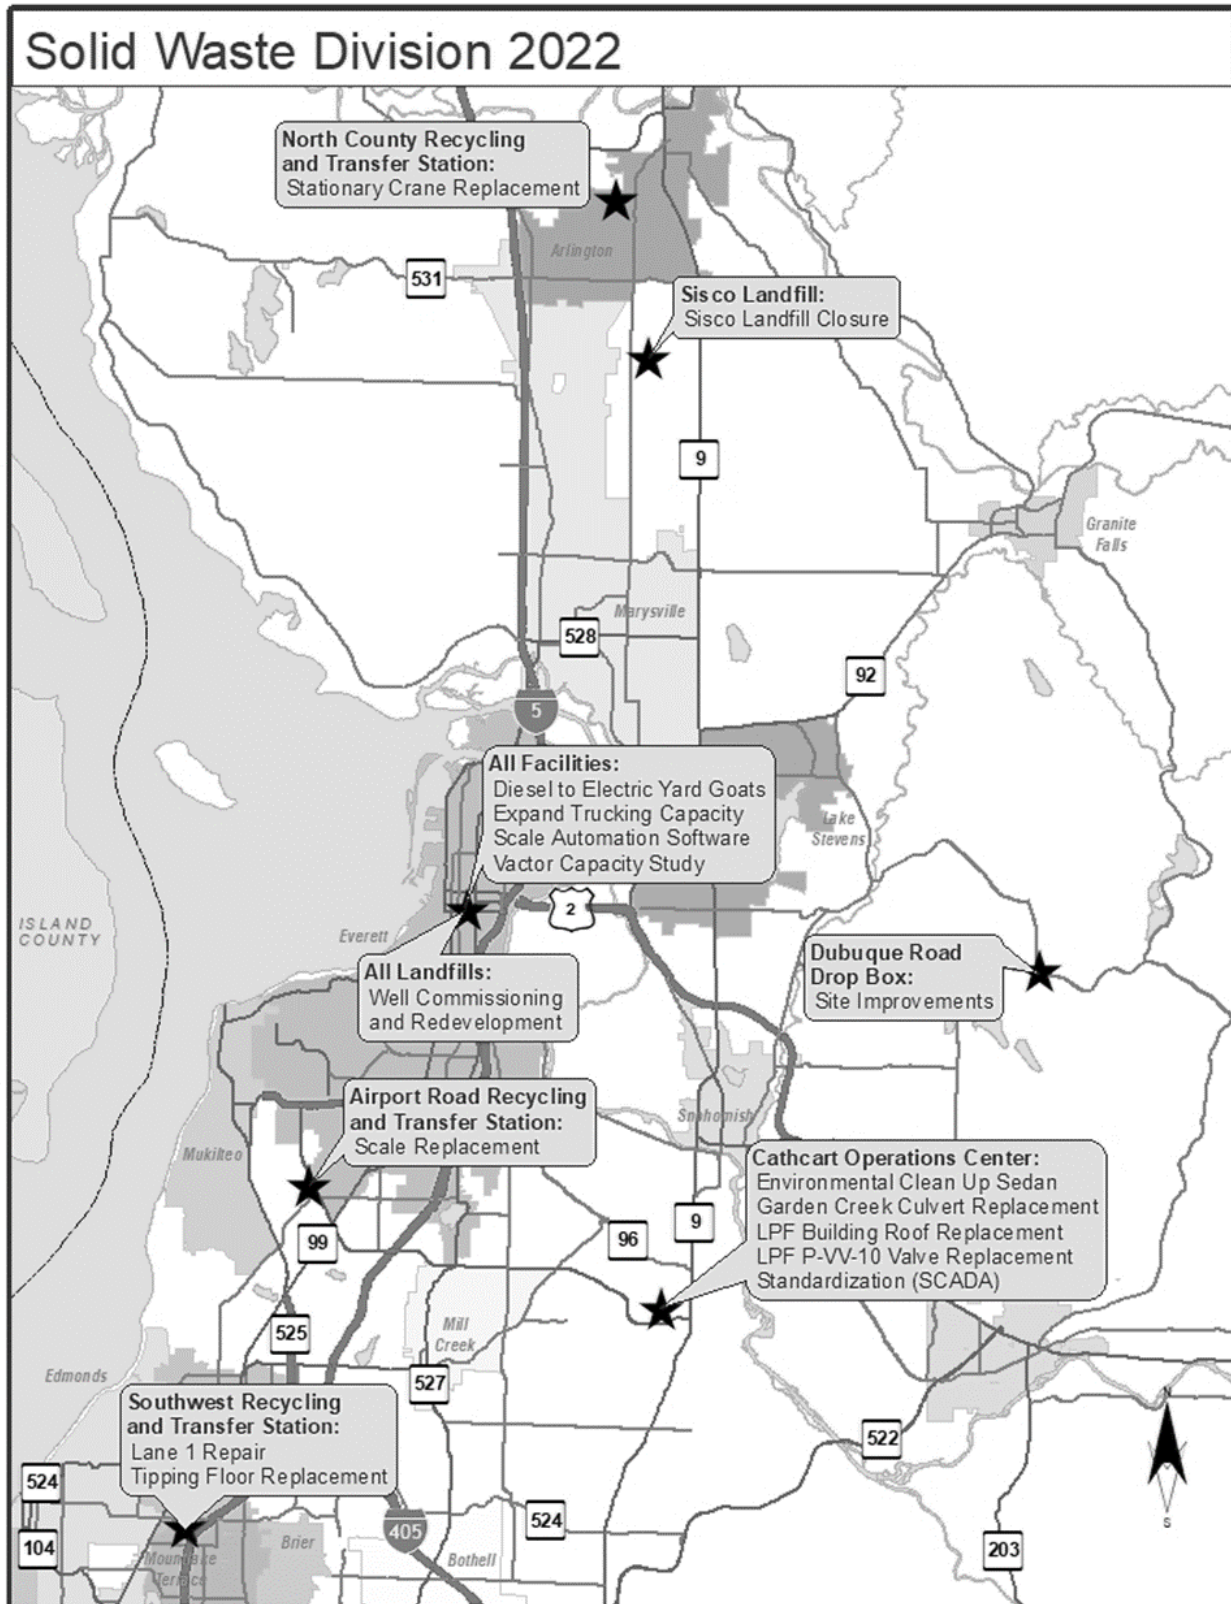 Solid Waste Division 2022
North County Recycling
and Transfer Station:
Stationary Crane Replacement
Arlington
531
Sisco Landfill:
Sisco Landfill Closure
9
Granite
Falls
Marysville
528
92
5
All Facilities:
Diesel to Electric Yard Goats
Expand Trucking Capacity
Scale Automation Software
Vactor Capacity Study
Lake
Stevens
2
ISLAND
COUNTY
Everett
All Landfills:
Well Commissioning
and Redevelopment
Dubuque Road
Drop Box:
Site Improvements
Airport Road Recycling
and Transfer Station:
Scale Replacement
Snohomish
Mukilteo
Cathcart Operations Center:
Environmental Clean Up Sedan
Garden Creek Culvert Replacement
LPF Building Roof Replacement
LPF P-VV-10 Valve Replacement
Standardization (SCADA)
99
96
9
525
Mill
Creek
Edmonds
527
Southwest Recycling
and Transfer Station:
Lane 1 Repair
Tipping Floor Replacement
522
N
S
524
104
405
524
203
Brier
Bothell
Mountlake
Terrace